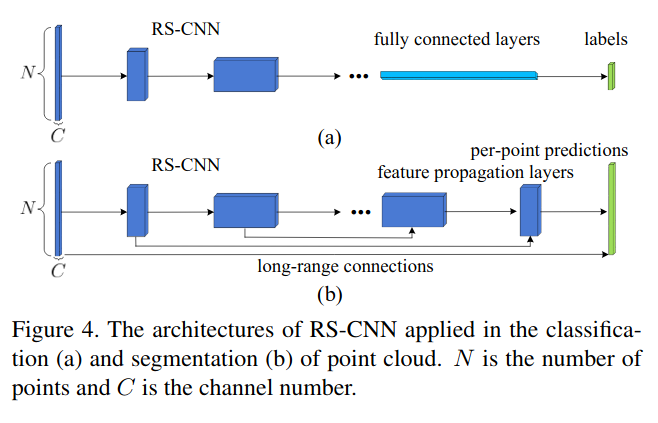 RS-CNN
fully connected layers
labels
N
C
(a)
per-point predictions
RS-CNN
feature propagation layers
N
C
long-range connections
(b)
Figure 4. The architectures of RS-CNN applied in the classifica-
tion (a) and segmentation (b) of point cloud. N is the number of
points and C is the channel number.